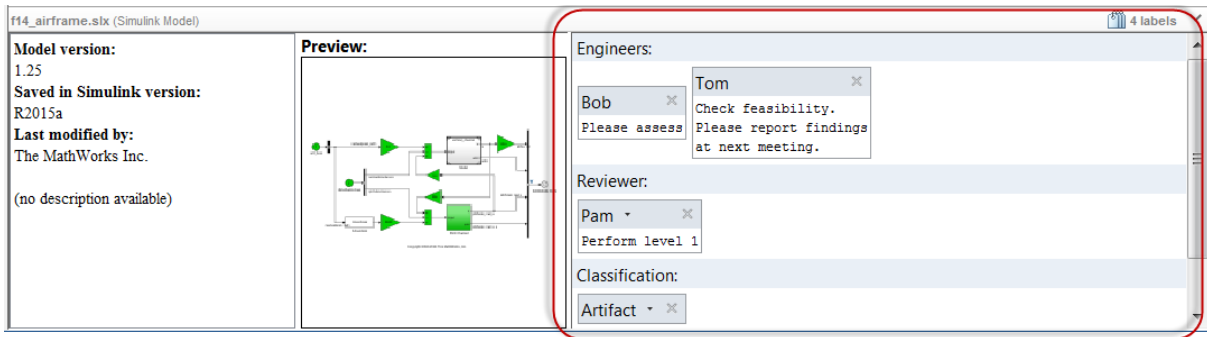 f14_airframe.slx (Simulink Model)
4 labels
Model version:
1.25
Saved in Simulink version:
R2015a
Last modified by:
The MathWorks Inc.
(no description available)
Preview:
Engineers:
Bob
Please assess
Tom
Check feasibility.
Please report findings
at next meeting.
Reviewer:
Pam
Perform level 1
Classification:
Artifact